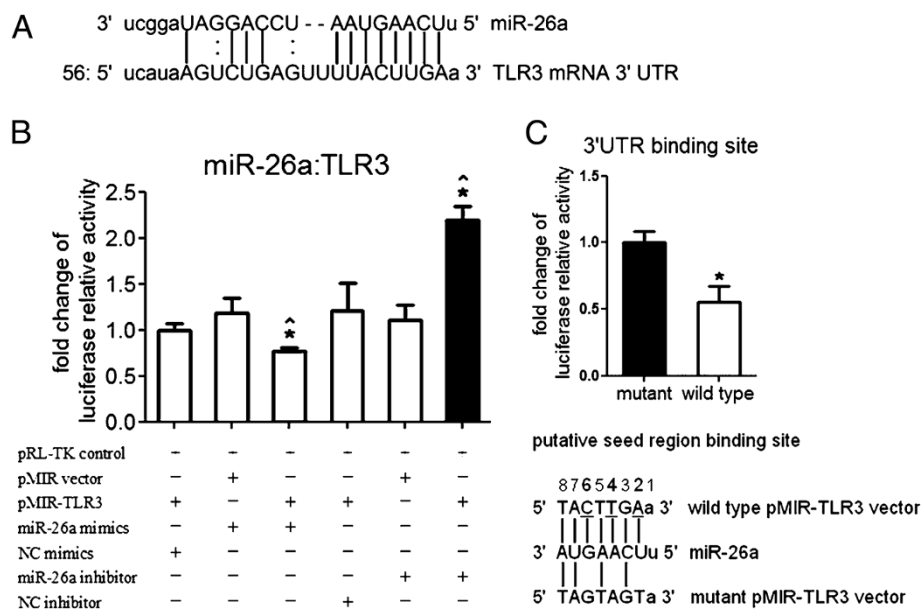 A
3' ucggaUAGGACCU--AAUGAACUu 5' miR-26a
56: 5' ucauaAGUCUGAGUUUUACUUGAa 3' TLR3 mRNA 3' UTR
B
miR-26a:TLR3
fold change of
luciferase relative activity
2.5
2.0
1.5
1.0
0.5
0.0
^
*
^
*
pRL-TK control + + + + + +
pMIR vector − + − − + −
pMIR-TLR3 + − + + − +
miR-26a mimics − + + − − −
NC mimics + − − − − −
miR-26a inhibitor − − − − + +
NC inhibitor − − − + − −
C
3'UTR binding site
fold change of
luciferase relative activity
1.5
1.0
0.5
0.0
*
mutant wild type
putative seed region binding site
87654321
5' TACTTGAa 3' wild type pMIR-TLR3 vector
3' AUGAACUu 5' miR-26a
5' TAGTAGTa 3' mutant pMIR-TLR3 vector